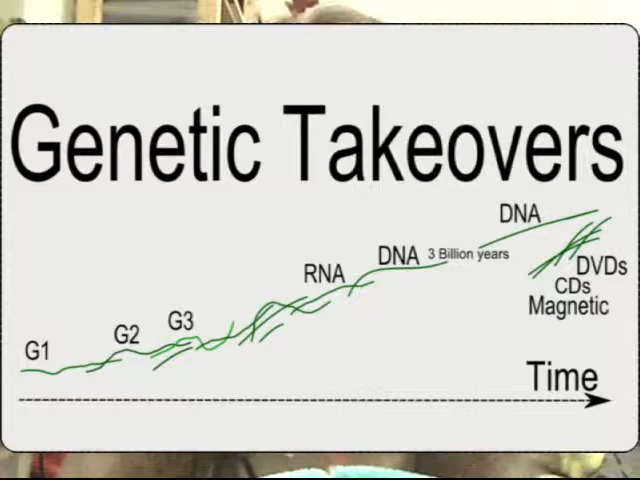 Genetic Takeovers
DNA
DNA 3 Billion years
RNA
DVDs
CDs
Magnetic
G3
G2
G1
Time